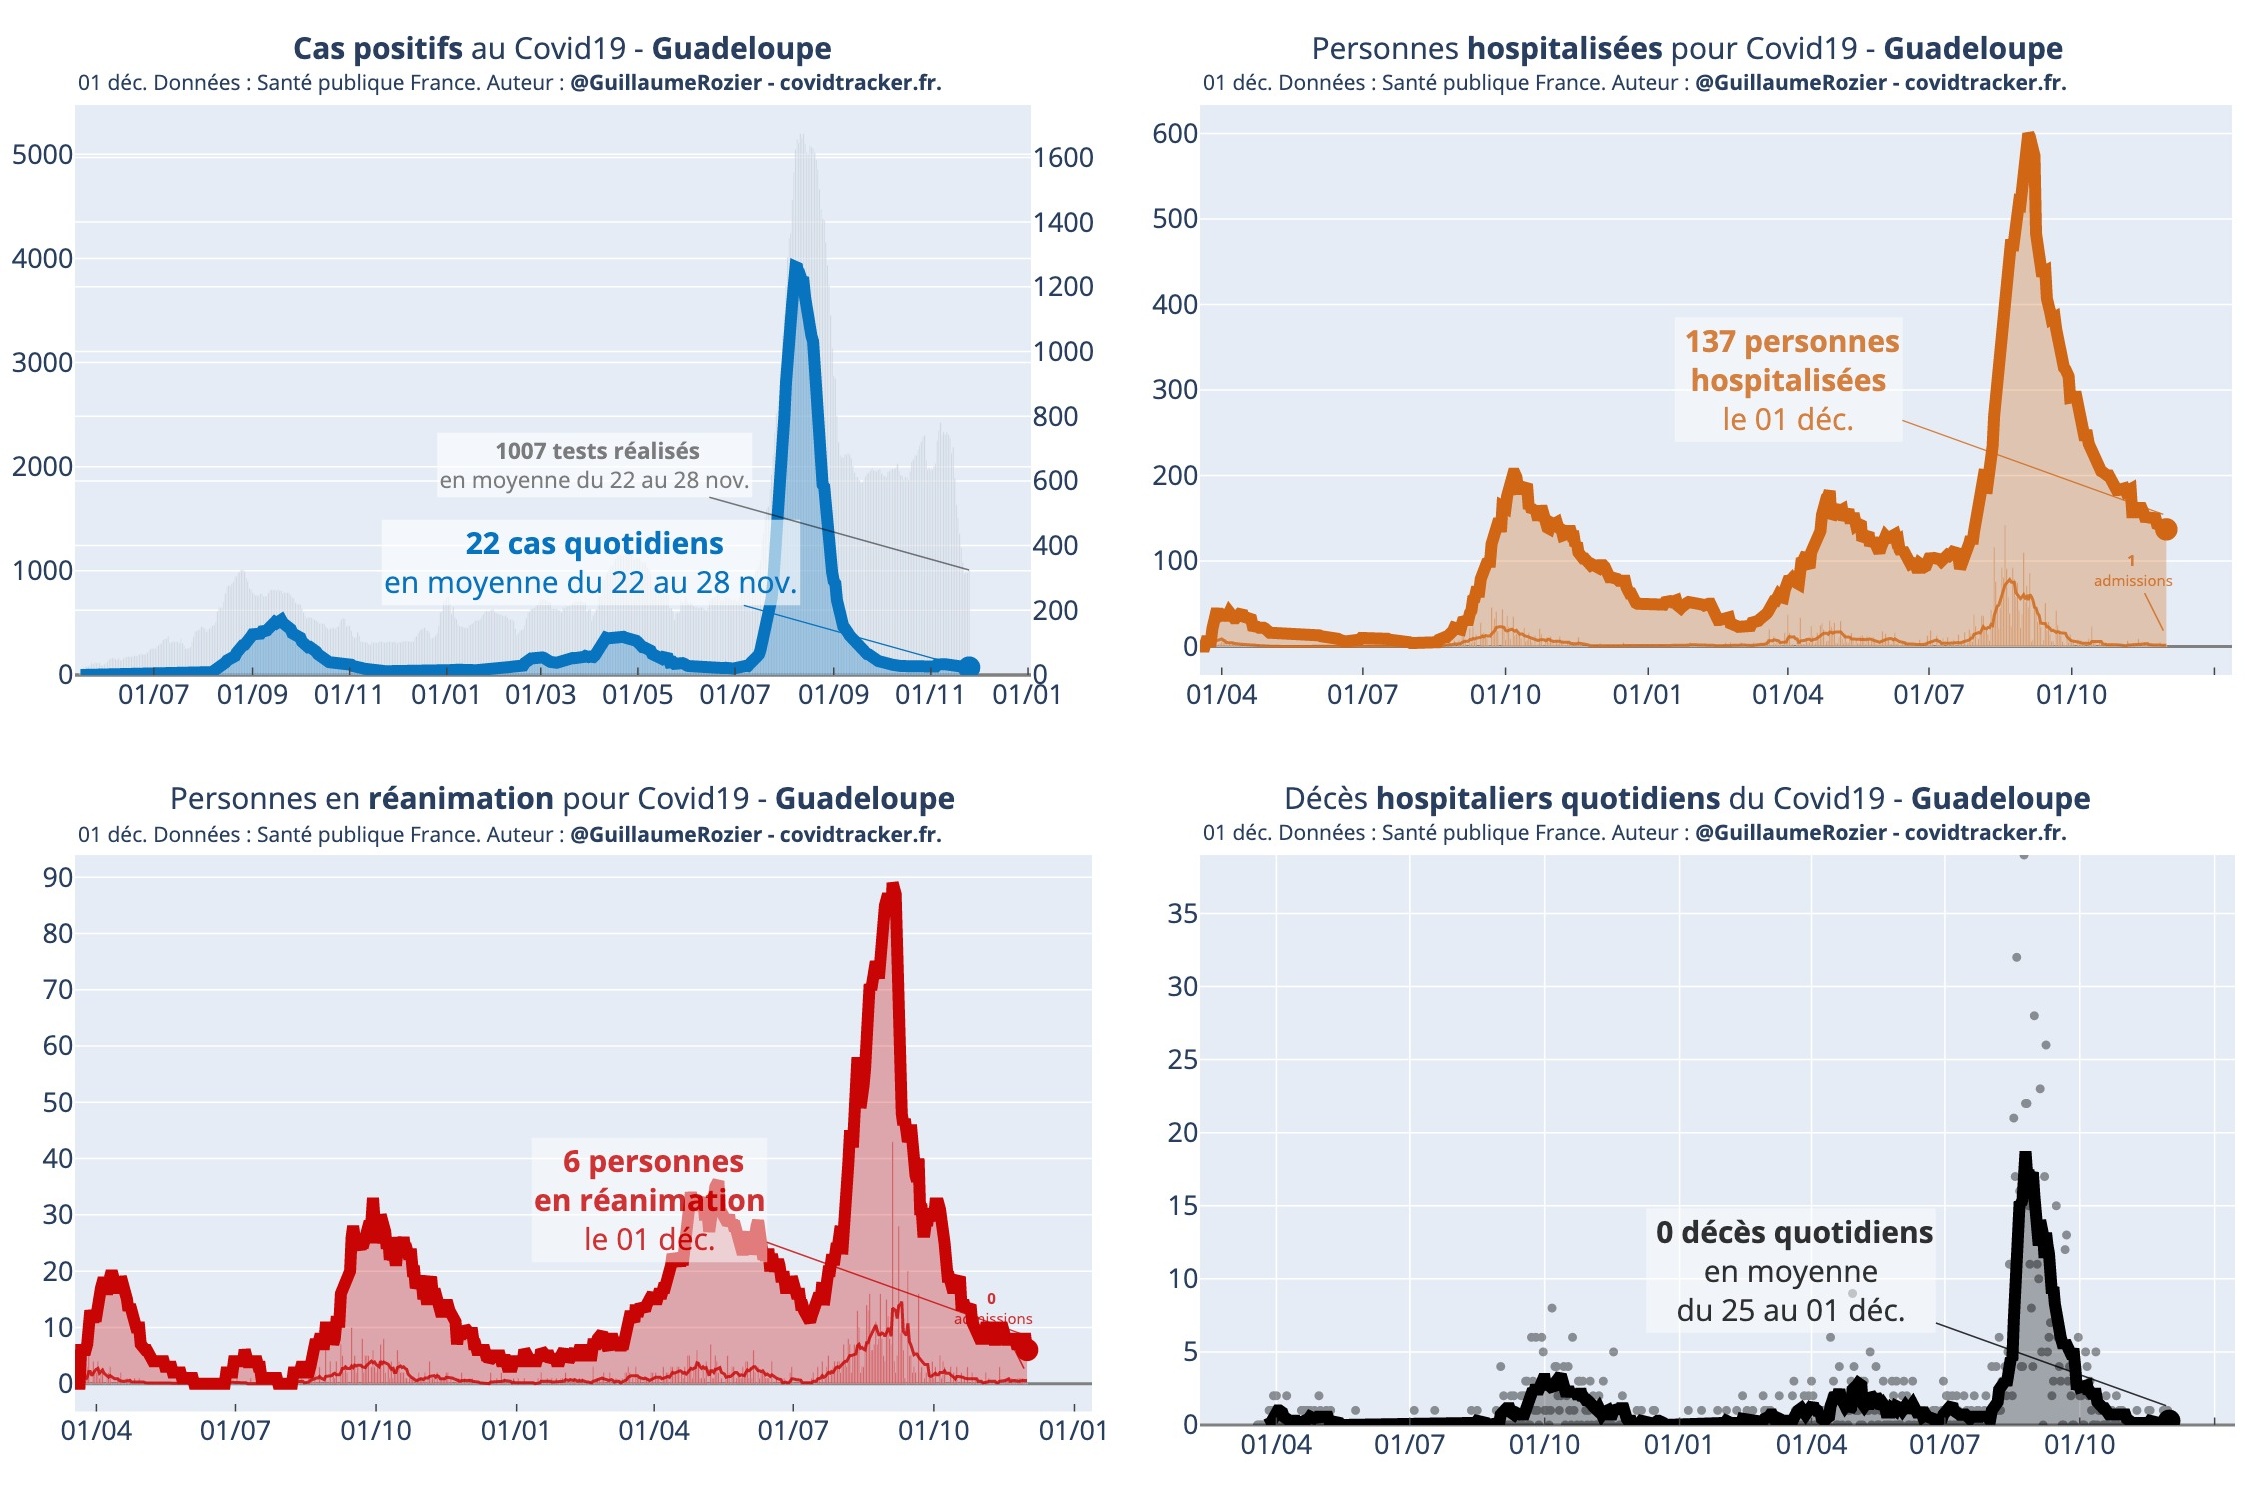 Cas positifs au Covid19 - Guadeloupe
01 déc. Données : Santé publique France. Auteur : @GuillaumeRozier - covidtracker.fr.
5000
4000
3000
2000
1000
0
1600
1400
1200
1000
800
600
400
200
0
1007 tests réalisés
en moyenne du 22 au 28 nov.
22 cas quotidiens
en moyenne du 22 au 28 nov.
01/07 01/09 01/11 01/01 01/03 01/05 01/07 01/09 01/11 01/01
Personnes hospitalisées pour Covid19 - Guadeloupe
01 déc. Données : Santé publique France. Auteur : @GuillaumeRozier - covidtracker.fr.
600
500
400
300
200
100
0
137 personnes
hospitalisées
le 01 déc.
1
admissions
01/04 01/07 01/10 01/01 01/04 01/07 01/10
Personnes en réanimation pour Covid19 - Guadeloupe
01 déc. Données : Santé publique France. Auteur : @GuillaumeRozier - covidtracker.fr.
90
80
70
60
50
40
30
20
10
0
6 personnes
en réanimation
le 01 déc.
0
admissions
01/04 01/07 01/10 01/01 01/04 01/07 01/10 01/01
Décès hospitaliers quotidiens du Covid19 - Guadeloupe
01 déc. Données : Santé publique France. Auteur : @GuillaumeRozier - covidtracker.fr.
35
30
25
20
15
10
5
0
0 décès quotidiens
en moyenne
du 25 au 01 déc.
01/04 01/07 01/10 01/01 01/04 01/07 01/10